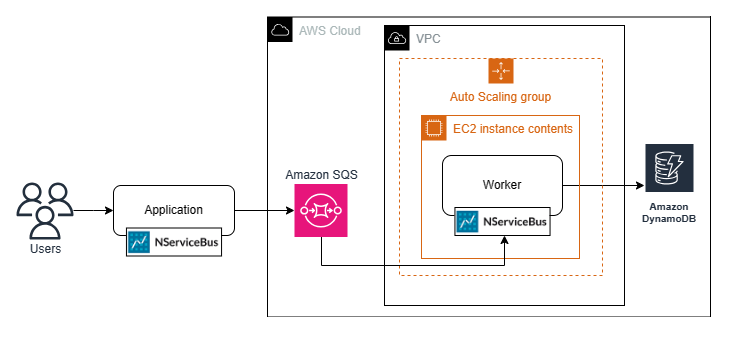 AWS Cloud
VPC
Auto Scaling group
EC2 instance contents
Amazon SQS
Worker
Application
NServiceBus
Users
NServiceBus
Amazon
DynamoDB